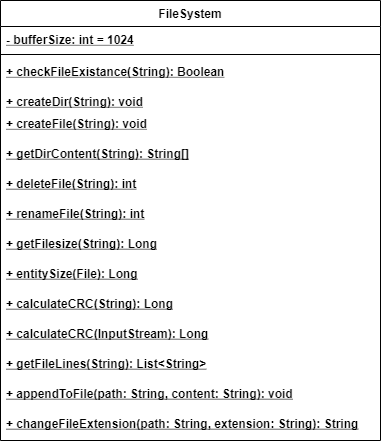 FileSystem
- bufferSize: int = 1024
+ checkFileExistance(String): Boolean
+ createDir(String): void
+ createFile(String): void
+ getDirContent(String): String[]
+ deleteFile(String): int
+ renameFile(String): int
+ getFilesize(String): Long
+ entitySize(File): Long
+ calculateCRC(String): Long
+ calculateCRC(InputStream): Long
+ getFileLines(String): List<String>
+ appendToFile(path: String, content: String): void
+ changeFileExtension(path: String, extension: String): String